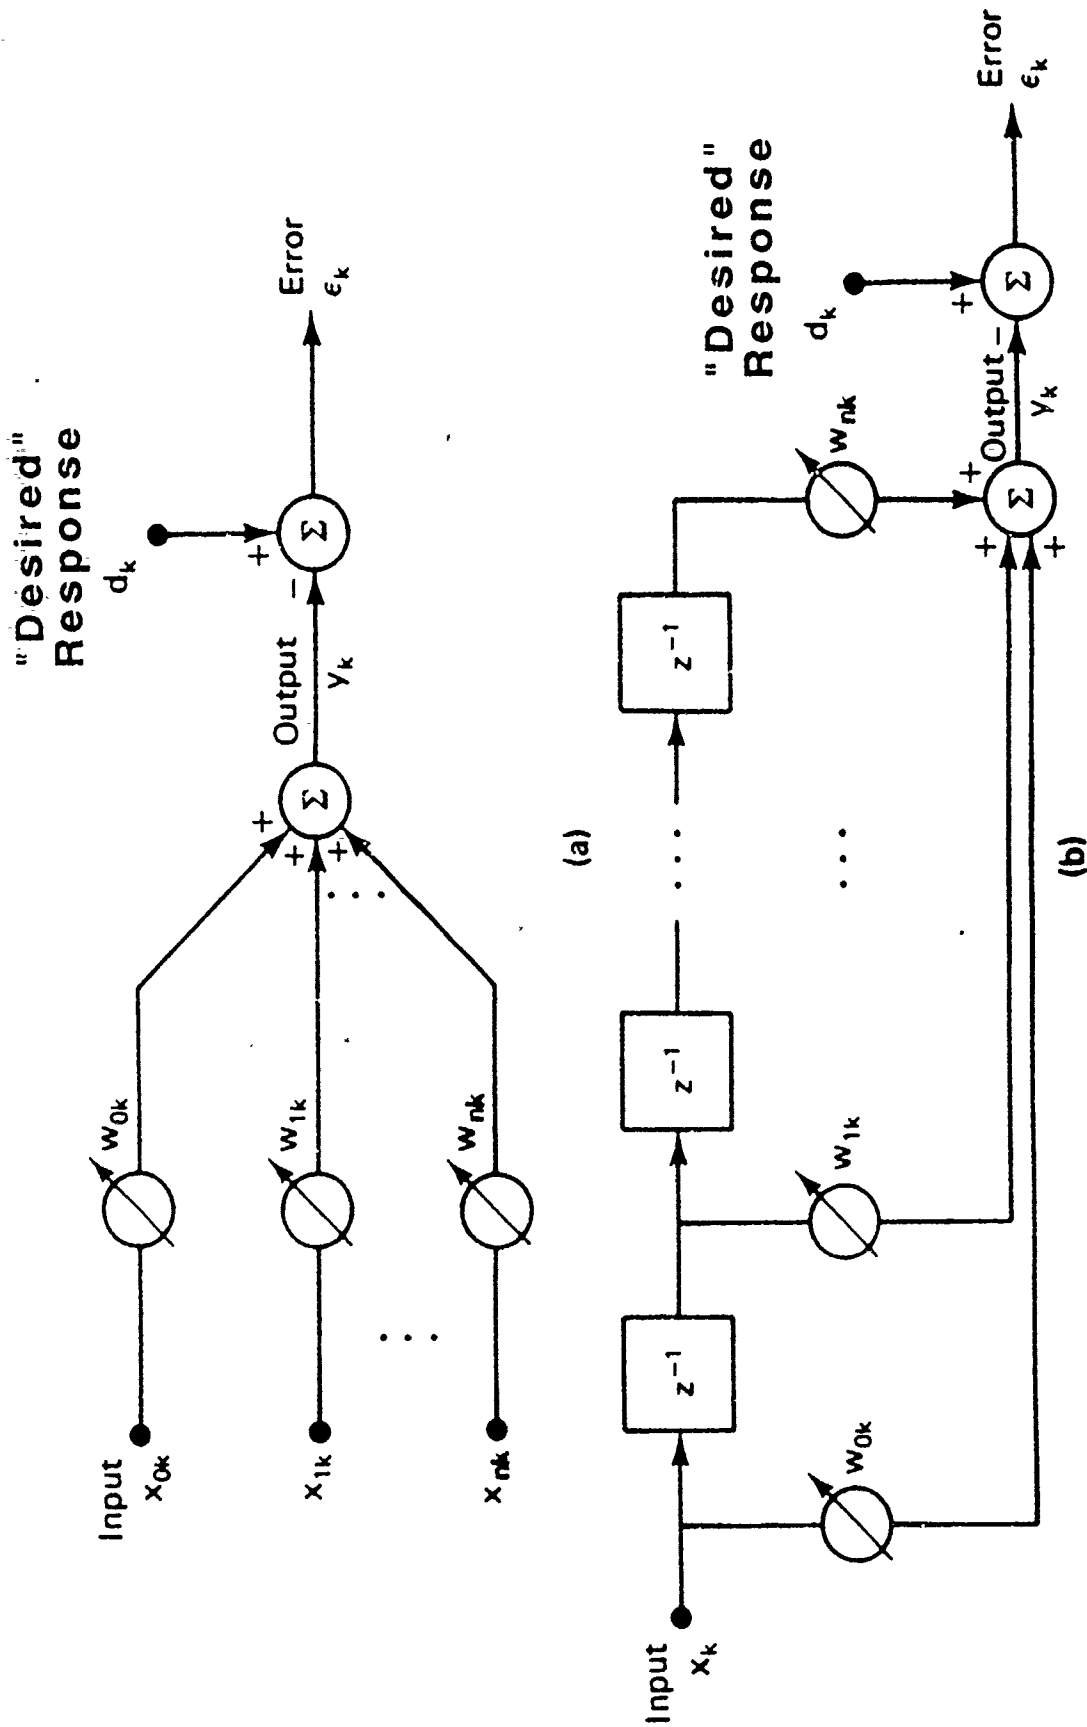 "Desired"
Response
d_k
Input
x_0k
w_0k
+
+
+
Σ
Output
y_k
−
+
Σ
Error
ϵ_k
x_1k
w_1k
. . .
. . .
x_nk
w_nk
(a)
"Desired"
Response
d_k
Input
x_k
z⁻¹
z⁻¹
. . .
z⁻¹
w_0k
w_1k
. . .
w_nk
+
+
+
Σ
Output
y_k
−
+
Σ
Error
ϵ_k
(b)